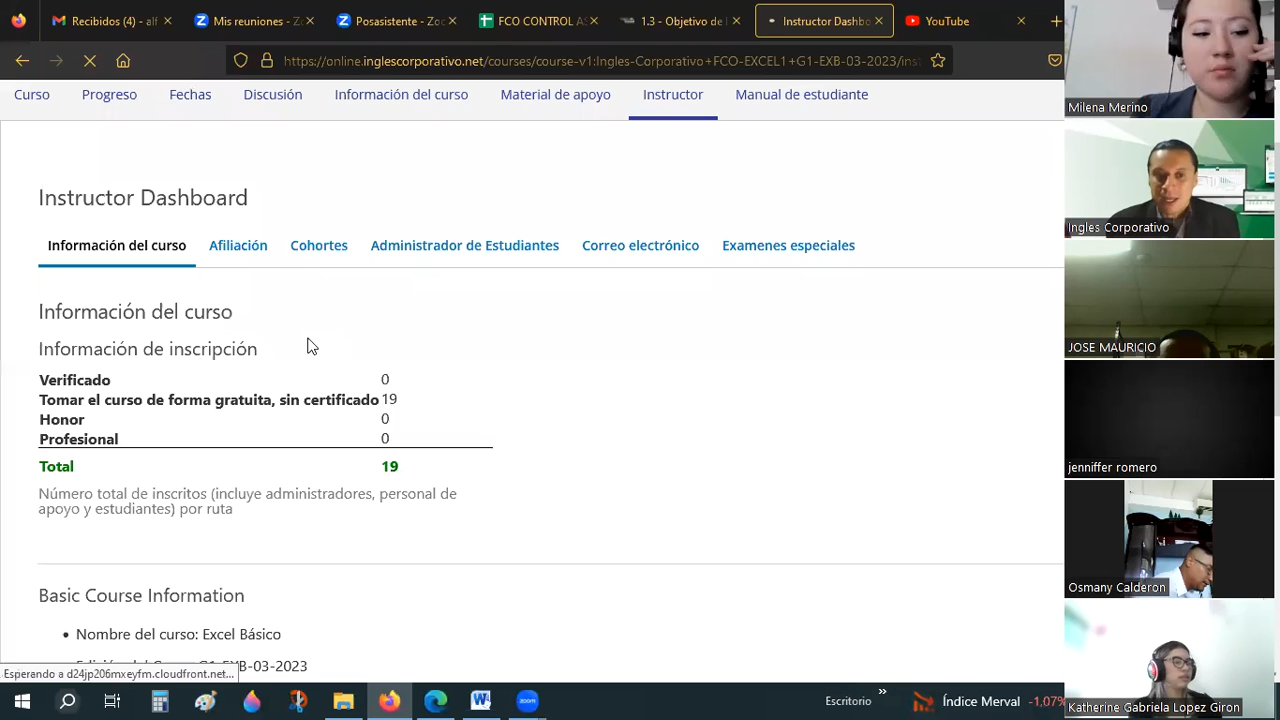 Recibidos (4) - alf
Mis reuniones - Zo
Posasistente - Zoo
FCO CONTROL AS
1.3 - Objetivo de l
Instructor Dashbo
YouTube
https://online.inglescorporativo.net/courses/course-v1:Ingles-Corporativo+FCO-EXCEL1+G1-EXB-03-2023/ins
Curso
Progreso
Fechas
Discusión
Información del curso
Material de apoyo
Instructor
Manual de estudiante
Instructor Dashboard
Información del curso
Afiliación
Cohortes
Administrador de Estudiantes
Correo electrónico
Examenes especiales
Información del curso
Información de inscripción
Verificado 0
Tomar el curso de forma gratuita, sin certificado 19
Honor 0
Profesional 0
Total 19
Número total de inscritos (incluye administradores, personal de
apoyo y estudiantes) por ruta
Basic Course Information
• Nombre del curso: Excel Básico
G1-EXB-03-2023
Esperando a d24jp206mxeyfm.cloudfront.net...
Escritorio
Índice Merval -1,07%
Milena Merino
Ingles Corporativo
JOSE MAURICIO
jenniffer romero
Osmany Calderon
Katherine Gabriela Lopez Giron